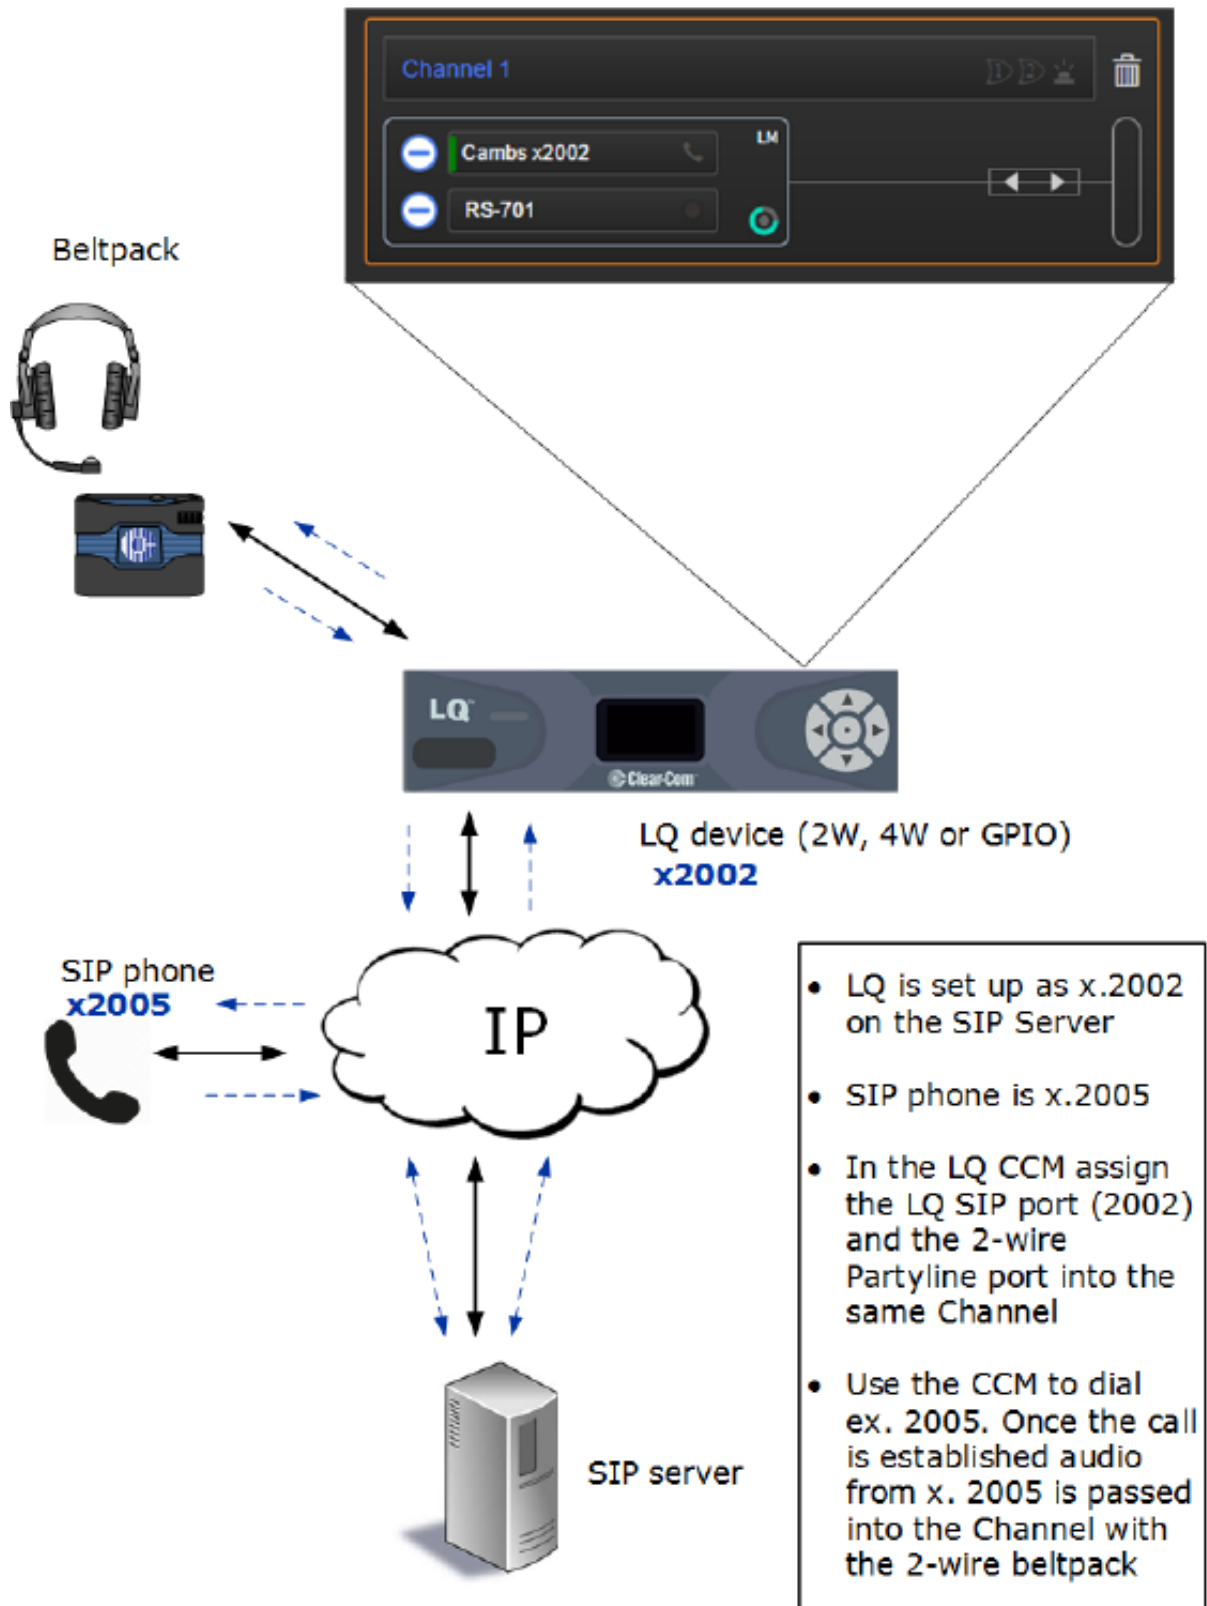 Channel 1
1 2
Cambs x2002
LM
RS-701
Beltpack
LQ™
Clear-Com
LQ device (2W, 4W or GPIO)
x2002
SIP phone
x2005
IP
SIP server
• LQ is set up as x.2002
on the SIP Server
• SIP phone is x.2005
• In the LQ CCM assign
the LQ SIP port (2002)
and the 2-wire
Partyline port into the
same Channel
• Use the CCM to dial
ex. 2005. Once the call
is established audio
from x. 2005 is passed
into the Channel with
the 2-wire beltpack